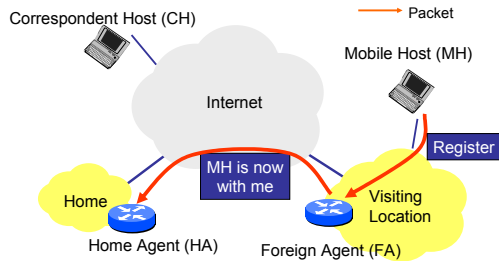 Packet
Correspondent Host (CH)
Mobile Host (MH)
Internet
Register
MH is now
with me
Home
Visiting
Location
Home Agent (HA)
Foreign Agent (FA)